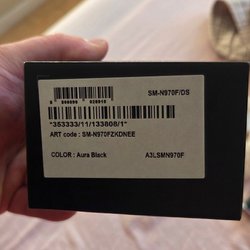 SM-N970F/DS
*353333/11/133808/1*
ART code : SM-N970FZKDNEE
COLOR : Aura Black
A3LSMN970F